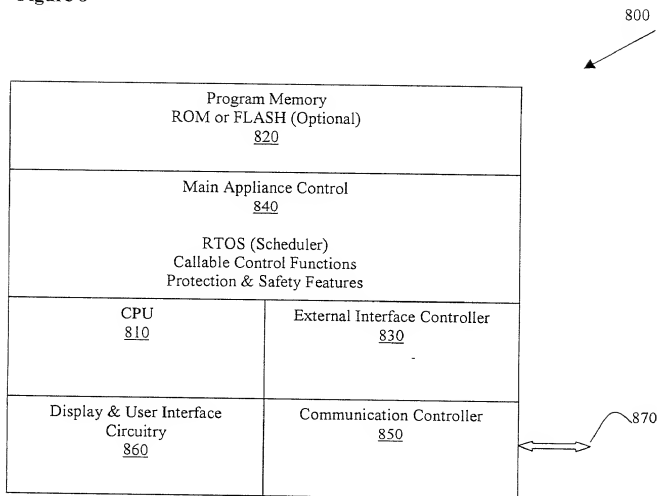 800
Program Memory
ROM or FLASH (Optional)
820
Main Appliance Control
840
RTOS (Scheduler)
Callable Control Functions
Protection & Safety Features
CPU
810
External Interface Controller
830
Display & User Interface
Circuitry
860
Communication Controller
850
870